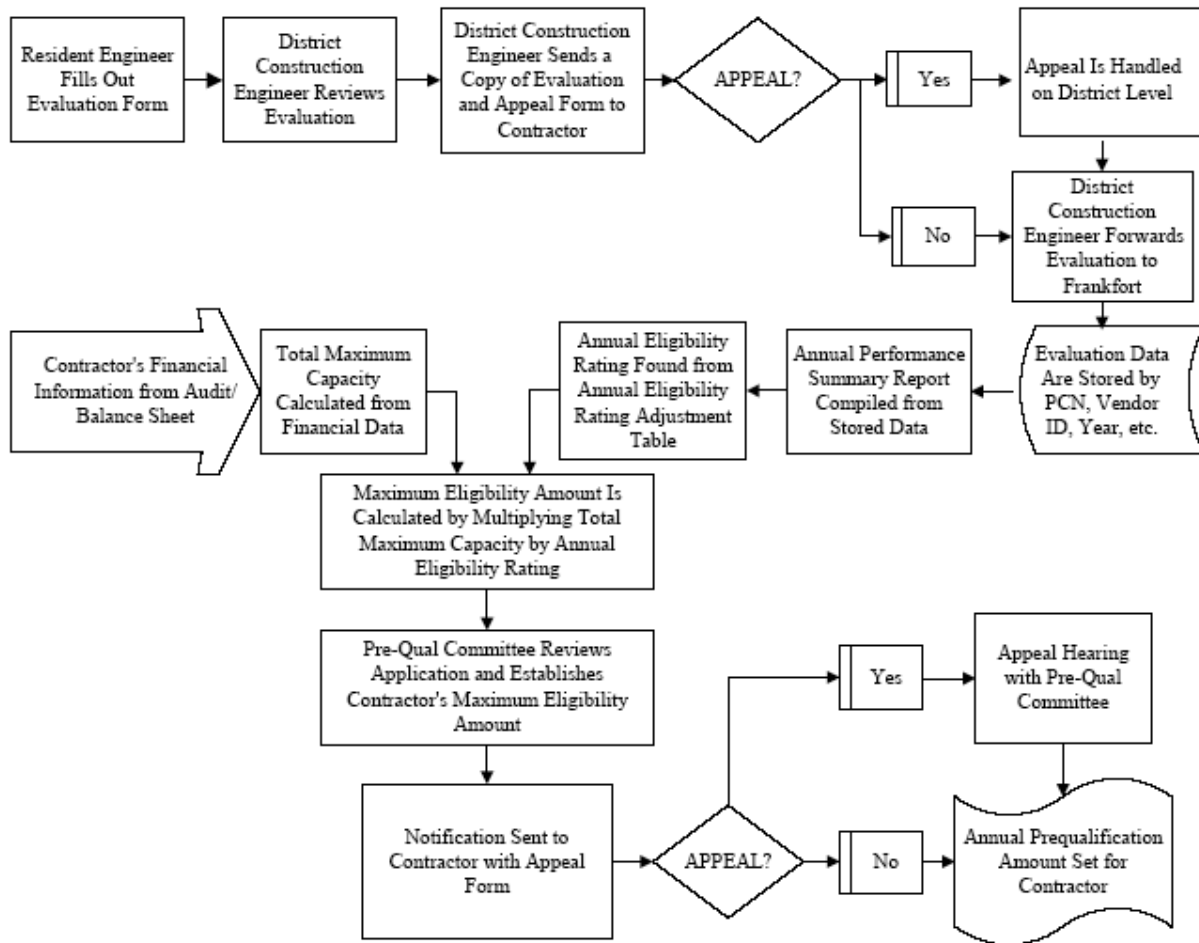 Resident Engineer
Fills Out
Evaluation Form
District
Construction
Engineer Reviews
Evaluation
District Construction
Engineer Sends a
Copy of Evaluation
and Appeal Form to
Contractor
APPEAL?
Yes
Appeal Is Handled
on District Level
No
District
Construction
Engineer Forwards
Evaluation to
Frankfort
Contractor's Financial
Information from Audit/
Balance Sheet
Total Maximum
Capacity
Calculated from
Financial Data
Annual Eligibility
Rating Found from
Annual Eligibility
Rating Adjustment
Table
Annual Performance
Summary Report
Compiled from
Stored Data
Evaluation Data
Are Stored by
PCN, Vendor
ID, Year, etc.
Maximum Eligibility Amount Is
Calculated by Multiplying Total
Maximum Capacity by Annual
Eligibility Rating
Pre-Qual Committee Reviews
Application and Establishes
Contractor's Maximum Eligibility
Amount
Yes
Appeal Hearing
with Pre-Qual
Committee
Notification Sent to
Contractor with Appeal
Form
APPEAL?
No
Annual Prequalification
Amount Set for
Contractor